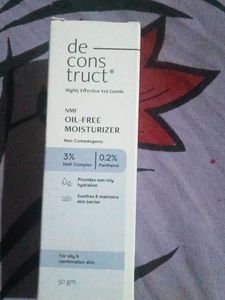 de
cons
truct®
Highly Effective Yet Gentle
NMF
OIL-FREE
MOISTURIZER
Non Comedogenic
3% 0.2%
NMF Complex Panthenol
Provides non-oily
hydration
Soothes & maintains
skin barrier
For oily &
combination skin
50 gm